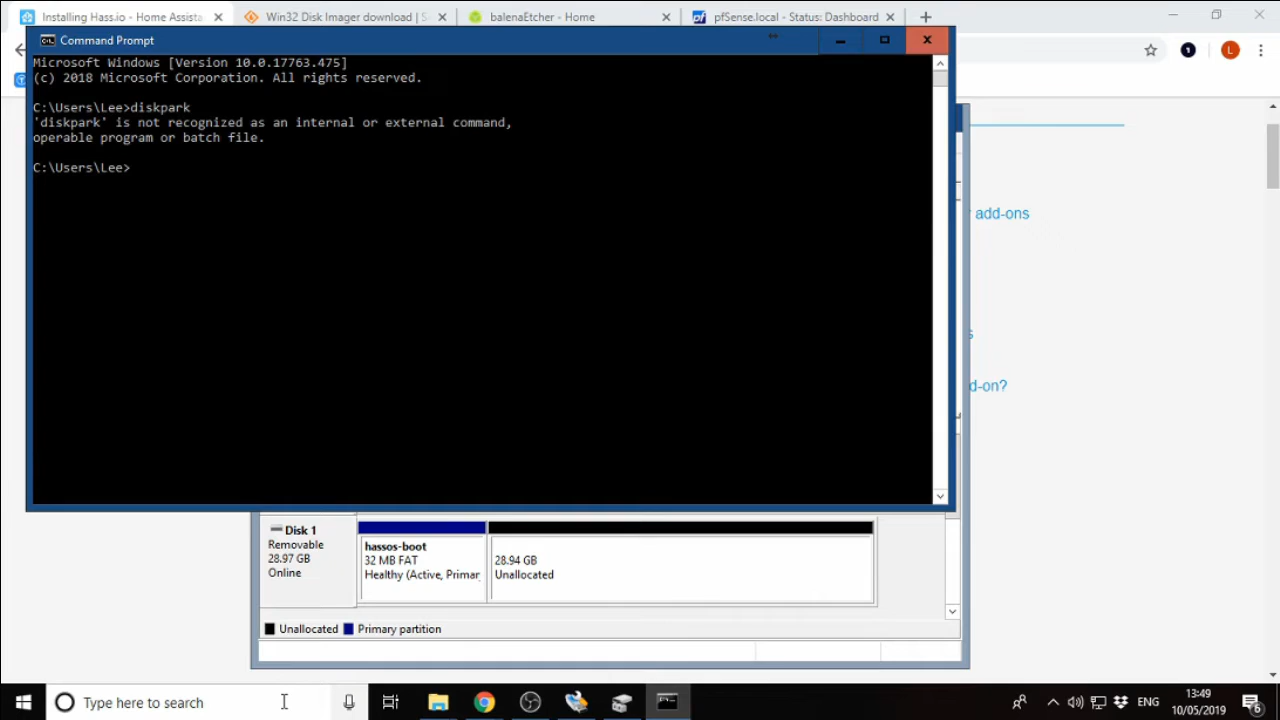 Installing Hass.io - Home Assista
Win32 Disk Imager download | S
balenaEtcher - Home
pfSense.local - Status: Dashboard
1
L
Command Prompt
Microsoft Windows [Version 10.0.17763.475]
(c) 2018 Microsoft Corporation. All rights reserved.
C:\Users\Lee>diskpark
'diskpark' is not recognized as an internal or external command,
operable program or batch file.
C:\Users\Lee>
add-ons
s
d-on?
Disk 1
Removable
28.97 GB
Online
hassos-boot
32 MB FAT
Healthy (Active, Primar
28.94 GB
Unallocated
Unallocated
Primary partition
Type here to search
ENG
13:49
10/05/2019
6